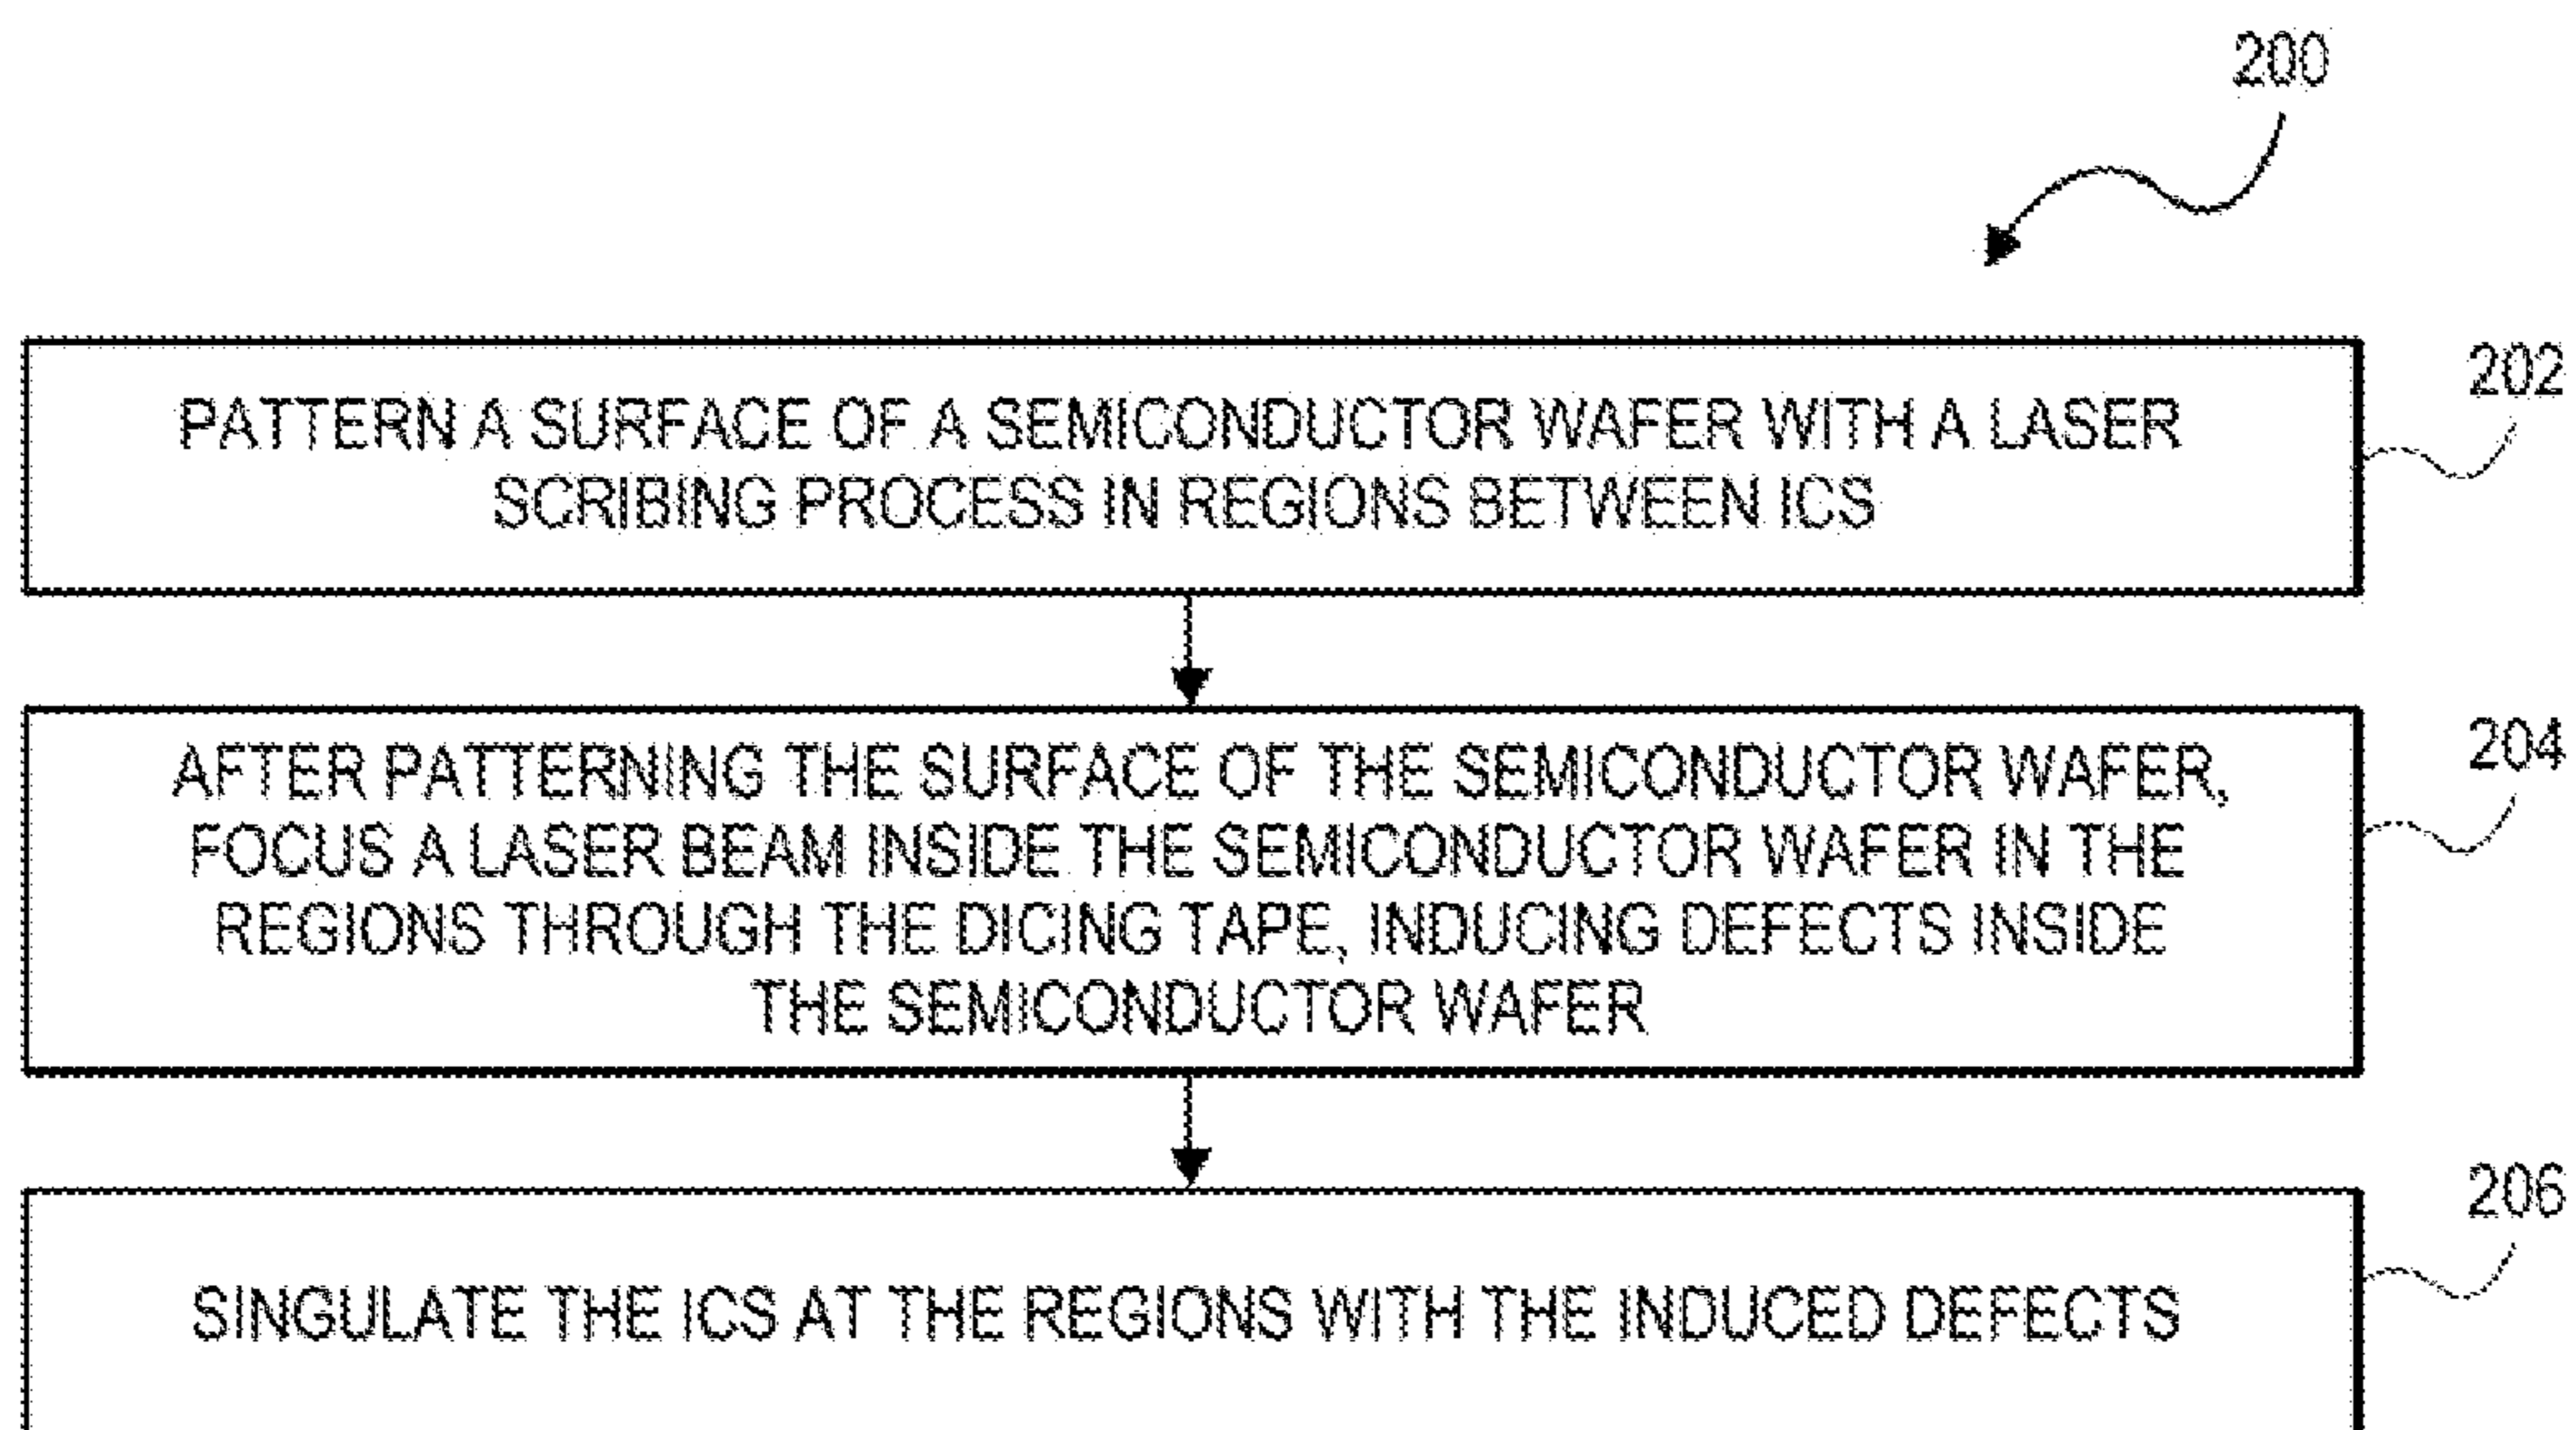 200
PATTERN A SURFACE OF A SEMICONDUCTOR WAFER WITH A LASER
SCRIBING PROCESS IN REGIONS BETWEEN ICS
202
AFTER PATTERNING THE SURFACE OF THE SEMICONDUCTOR WAFER,
FOCUS A LASER BEAM INSIDE THE SEMICONDUCTOR WAFER IN THE
REGIONS THROUGH THE DICING TAPE, INDUCING DEFECTS INSIDE
THE SEMICONDUCTOR WAFER
204
SINGULATE THE ICS AT THE REGIONS WITH THE INDUCED DEFECTS
206